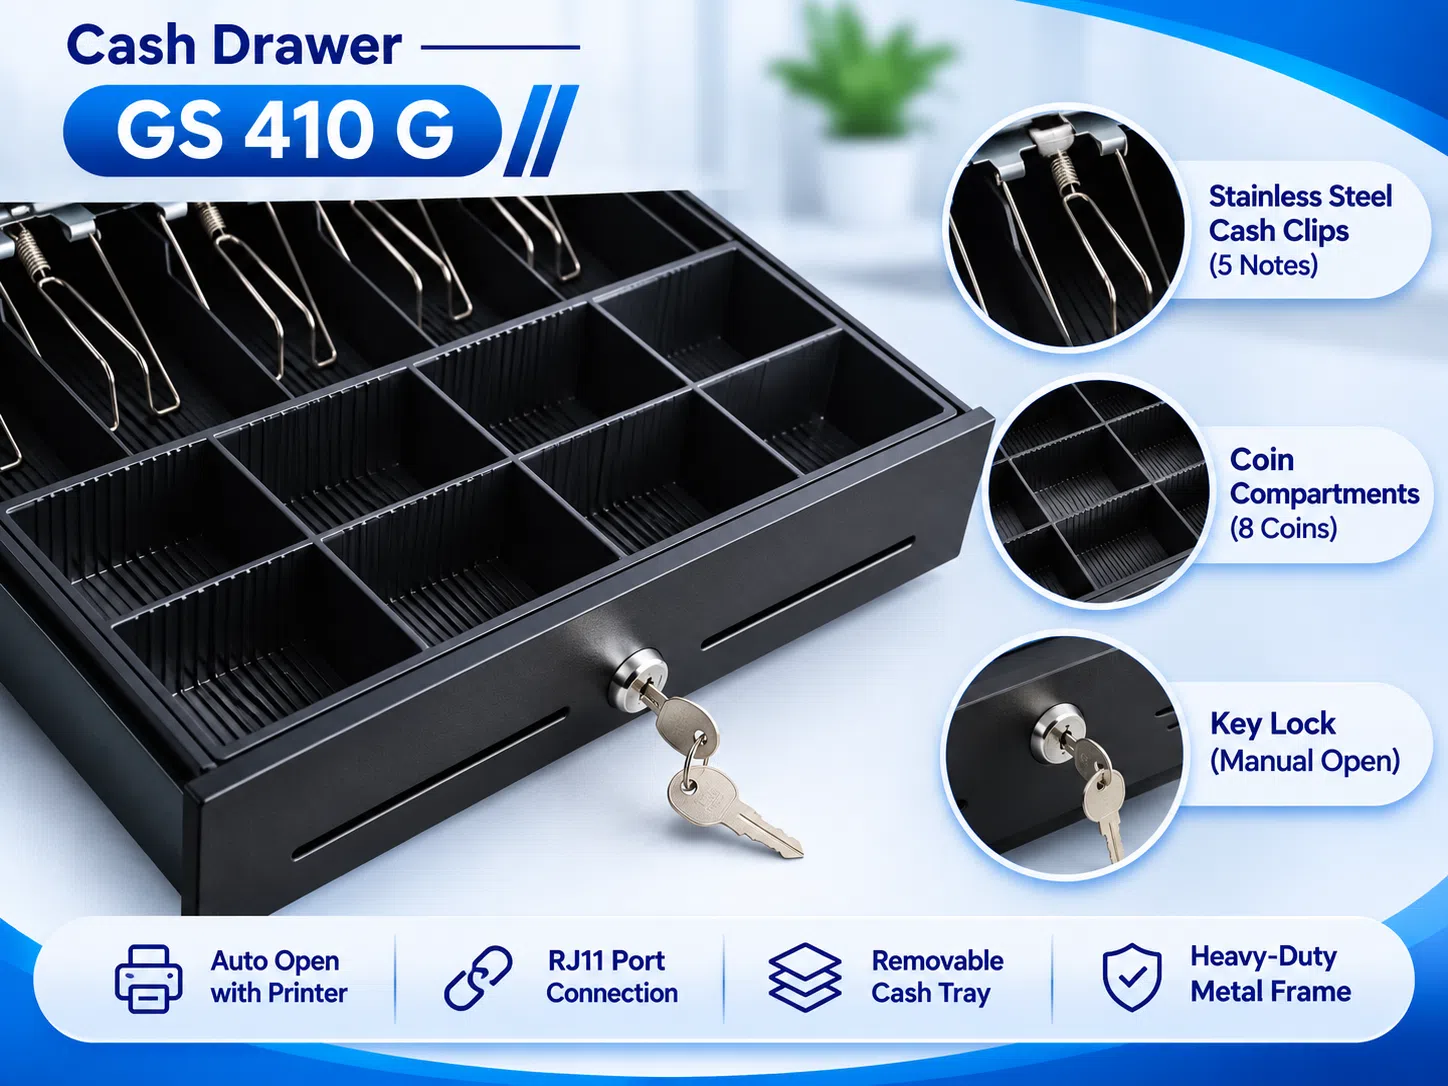 Cash Drawer
GS 410 G
Stainless Steel
Cash Clips
(5 Notes)
Coin
Compartments
(8 Coins)
Key Lock
(Manual Open)
Auto Open
with Printer
RJ11 Port
Connection
Removable
Cash Tray
Heavy-Duty
Metal Frame